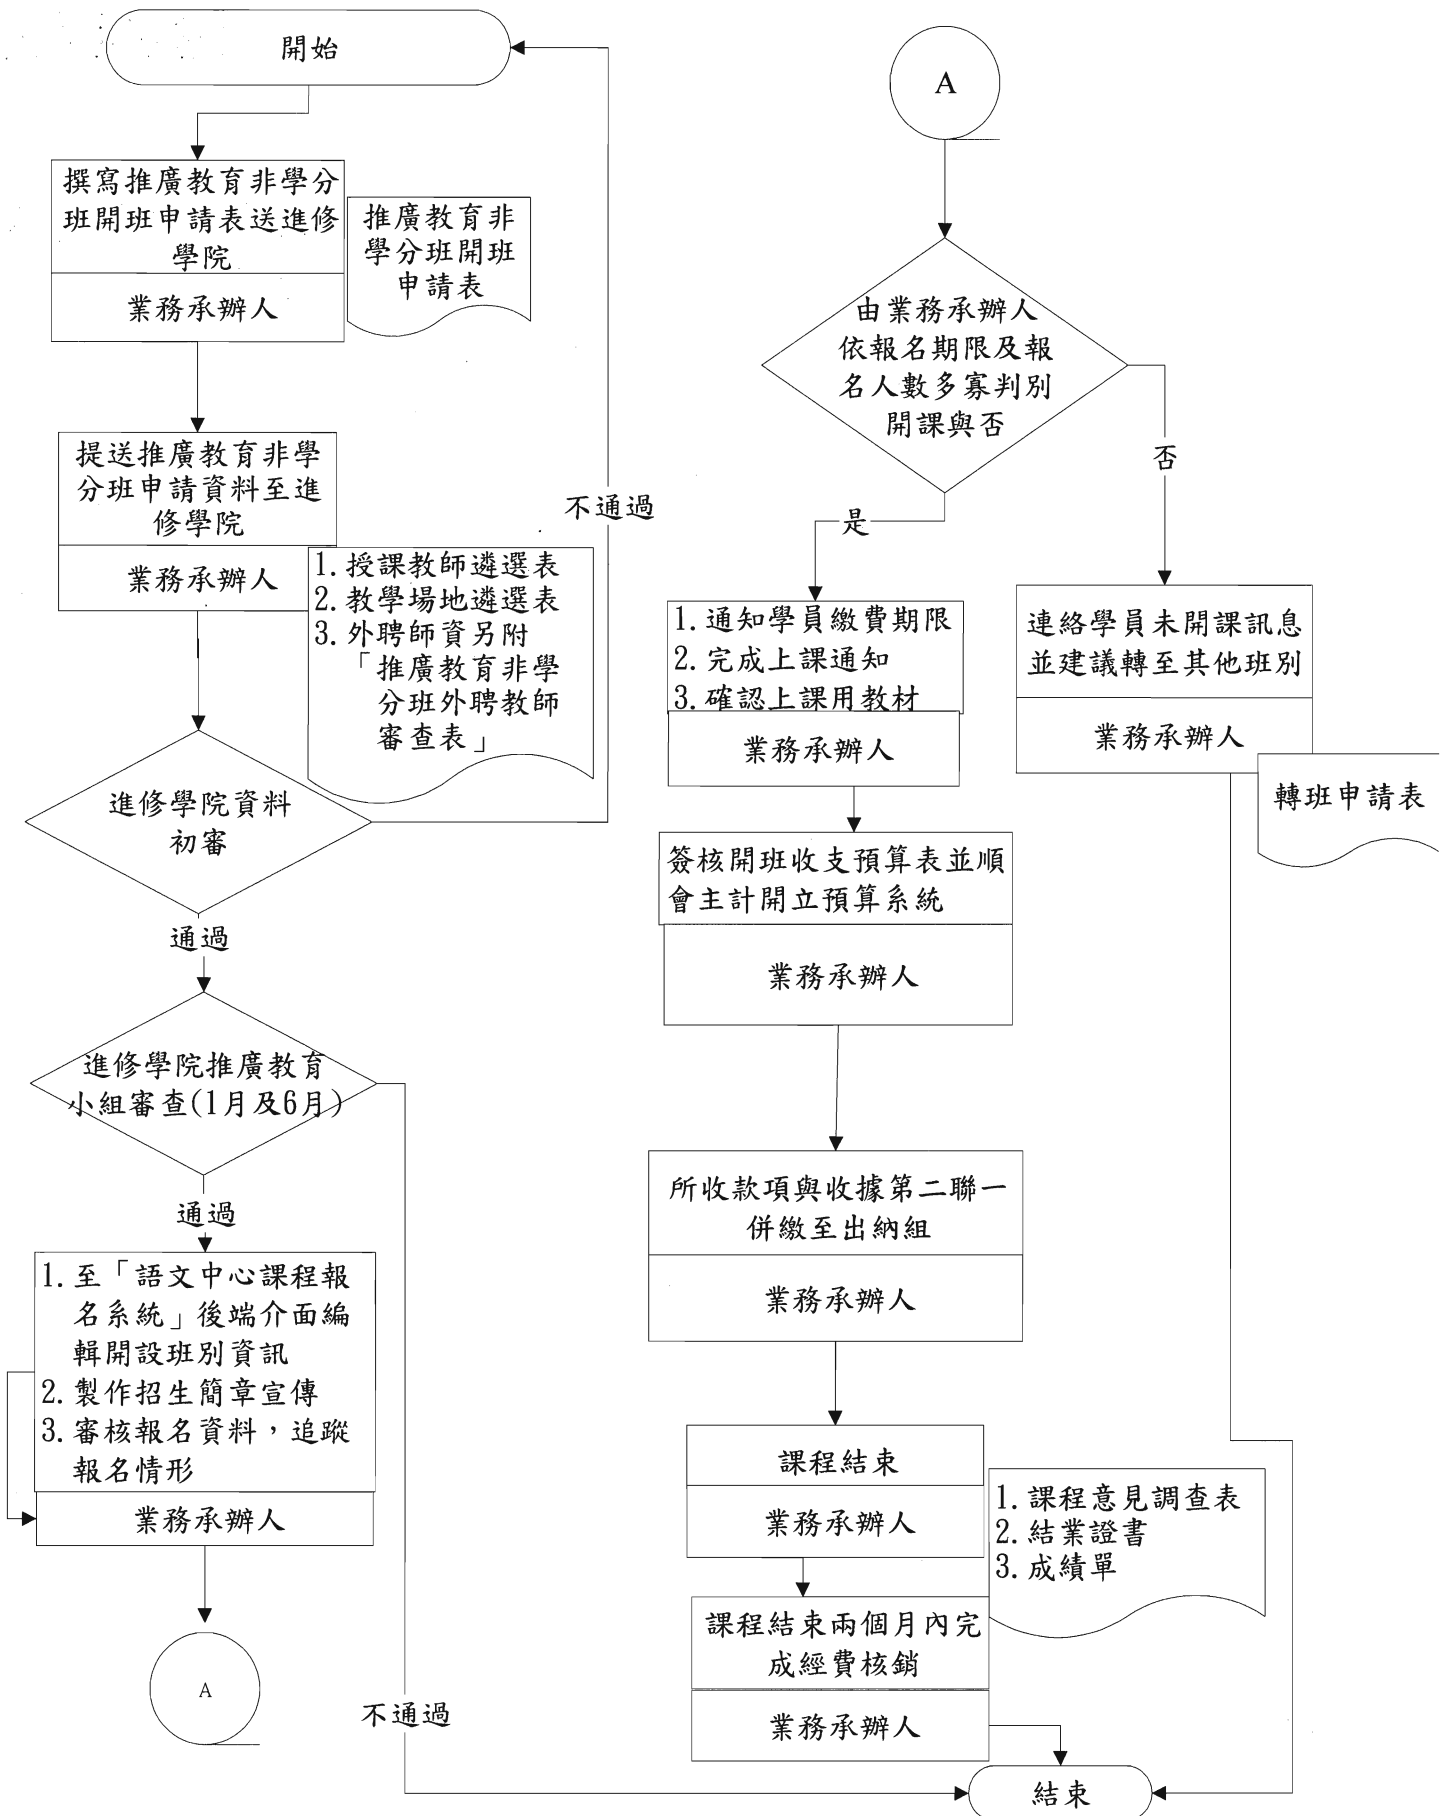 開始
撰寫推廣教育非學分
班開班申請表送進修
學院
業務承辦人
推廣教育非
學分班開班
申請表
提送推廣教育非學
分班申請資料至進
修學院
業務承辦人
1.授課教師遴選表
2.教學場地遴選表
3.外聘師資另附
「推廣教育非學
分班外聘教師
審查表」
不通過
進修學院資料
初審
通過
進修學院推廣教育
小組審查(1月及6月)
通過
1.至「語文中心課程報
名系統」後端介面編
輯開設班別資訊
2.製作招生簡章宣傳
3.審核報名資料，追蹤
報名情形
業務承辦人
A
不通過
A
由業務承辦人
依報名期限及報
名人數多寡判別
開課與否
是
否
1.通知學員繳費期限
2.完成上課通知
3.確認上課用教材
業務承辦人
連絡學員未開課訊息
並建議轉至其他班別
業務承辦人
轉班申請表
簽核開班收支預算表並順
會主計開立預算系統
業務承辦人
所收款項與收據第二聯一
併繳至出納組
業務承辦人
課程結束
業務承辦人
1.課程意見調查表
2.結業證書
3.成績單
課程結束兩個月內完
成經費核銷
業務承辦人
結束